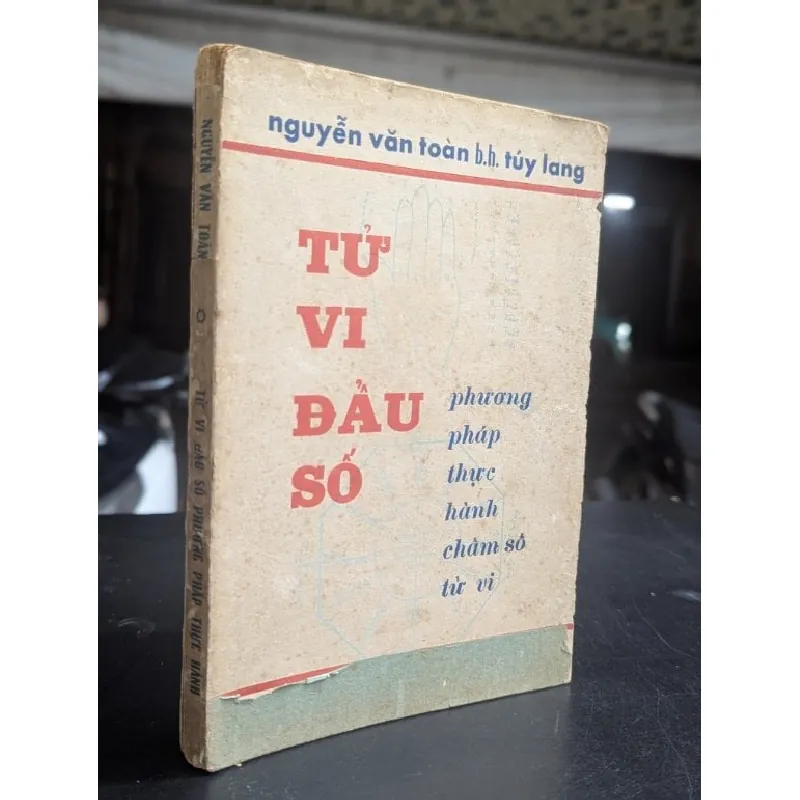 nguyễn văn toàn b.h. túy lang
TỬ
VI
ĐẨU
SỐ
phương
pháp
thực
hành
châm số
tử vi
NGUYỄN VĂN TOÀN TỬ VI ĐẨU SỐ PHƯƠNG PHÁP THỰC HÀNH